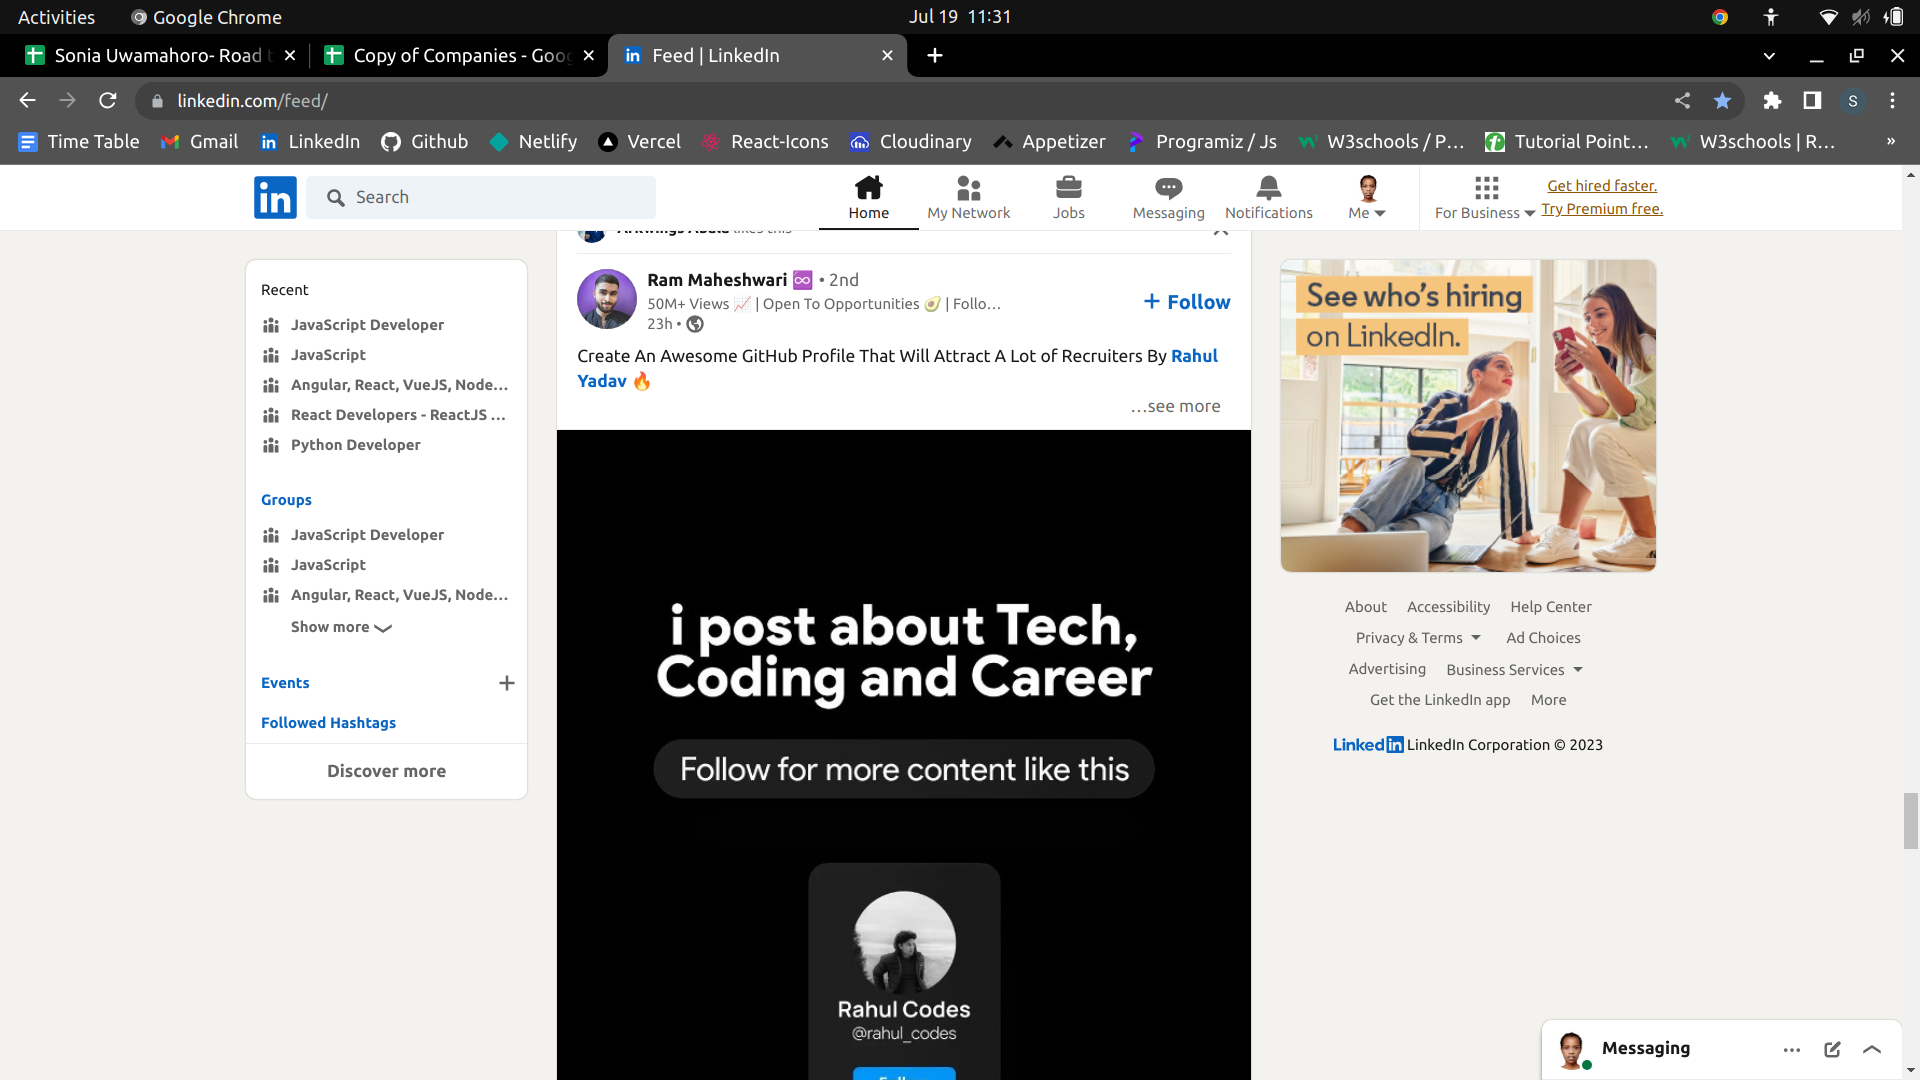 Activities
Google Chrome
Jul 19 11:31
Sonia Uwamahoro- Road
Copy of Companies - Goo
Feed | LinkedIn
linkedin.com/feed/
S
Time Table
Gmail
LinkedIn
Github
Netlify
Vercel
React-Icons
Cloudinary
Appetizer
Programiz / Js
W3schools / P...
Tutorial Point...
W3schools | R...
»
in
Search
Home
My Network
Jobs
Messaging
Notifications
Me
For Business
Get hired faster.
Try Premium free.
Recent
JavaScript Developer
JavaScript
Angular, React, VueJS, Node...
React Developers - ReactJS ...
Python Developer
Groups
JavaScript Developer
JavaScript
Angular, React, VueJS, Node...
Show more
Events
Followed Hashtags
Discover more
Arkwings Abala likes this
Ram Maheshwari ♾️ • 2nd
50M+ Views 📈 | Open To Opportunities 🥑 | Follo...
23h •
+ Follow
Create An Awesome GitHub Profile That Will Attract A Lot of Recruiters By Rahul
Yadav 🔥
...see more
i post about Tech,
Coding and Career
Follow for more content like this
Rahul Codes
@rahul_codes
See who's hiring
on LinkedIn.
About Accessibility Help Center
Privacy & Terms Ad Choices
Advertising Business Services
Get the LinkedIn app More
LinkedIn LinkedIn Corporation © 2023
Messaging